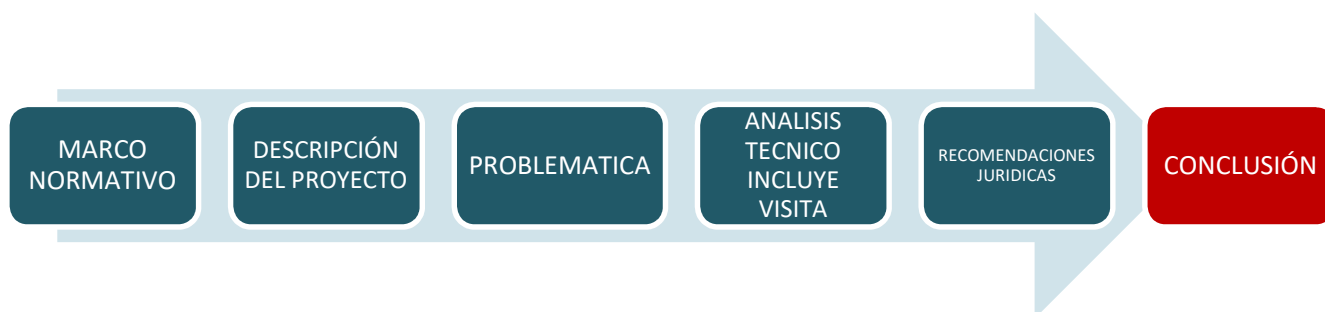 MARCO
NORMATIVO
DESCRIPCIÓN
DEL PROYECTO
PROBLEMATICA
ANALISIS
TECNICO
INCLUYE
VISITA
RECOMENDACIONES
JURIDICAS
CONCLUSIÓN